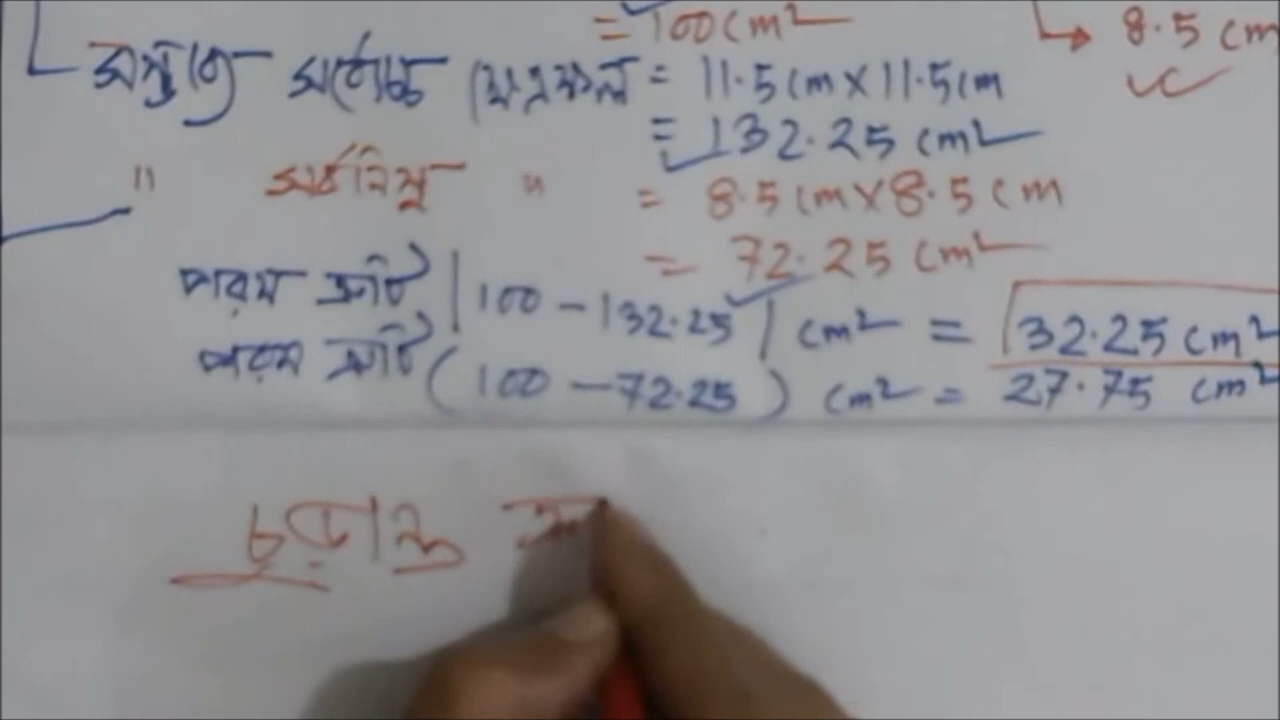 = 100 cm²
→ 8.5 cm
সম্ভাব্য সর্বোচ্চ ক্ষেত্রফল = 11.5 cm x 11.5 cm
= 132.25 cm²
" সর্বনিম্ন " = 8.5 cm x 8.5 cm
= 72.25 cm²
পরম ত্রুটি |100 - 132.25| cm² = 32.25 cm²
পরম ত্রুটি (100 - 72.25) cm² = 27.75 cm²
চূড়ান্ত